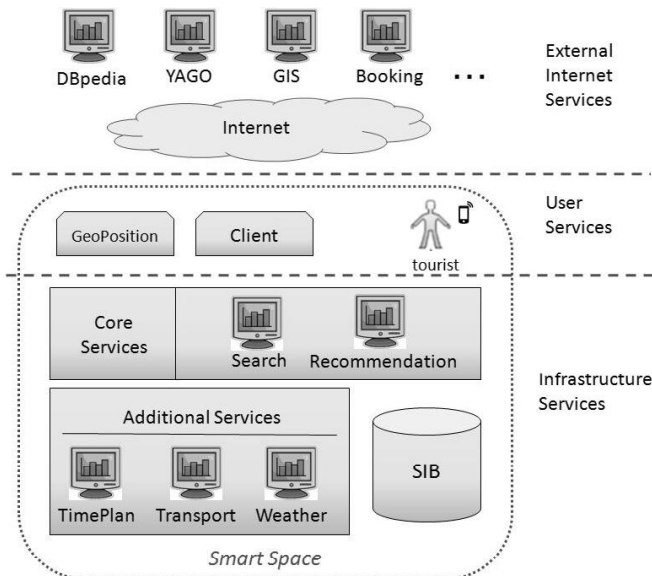 DBpedia
YAGO
GIS
Booking
...
External
Internet
Services
Internet
User
Services
GeoPosition
Client
tourist
Core
Services
Search
Recommendation
Infrastructure
Services
Additional Services
TimePlan
Transport
Weather
SIB
Smart Space